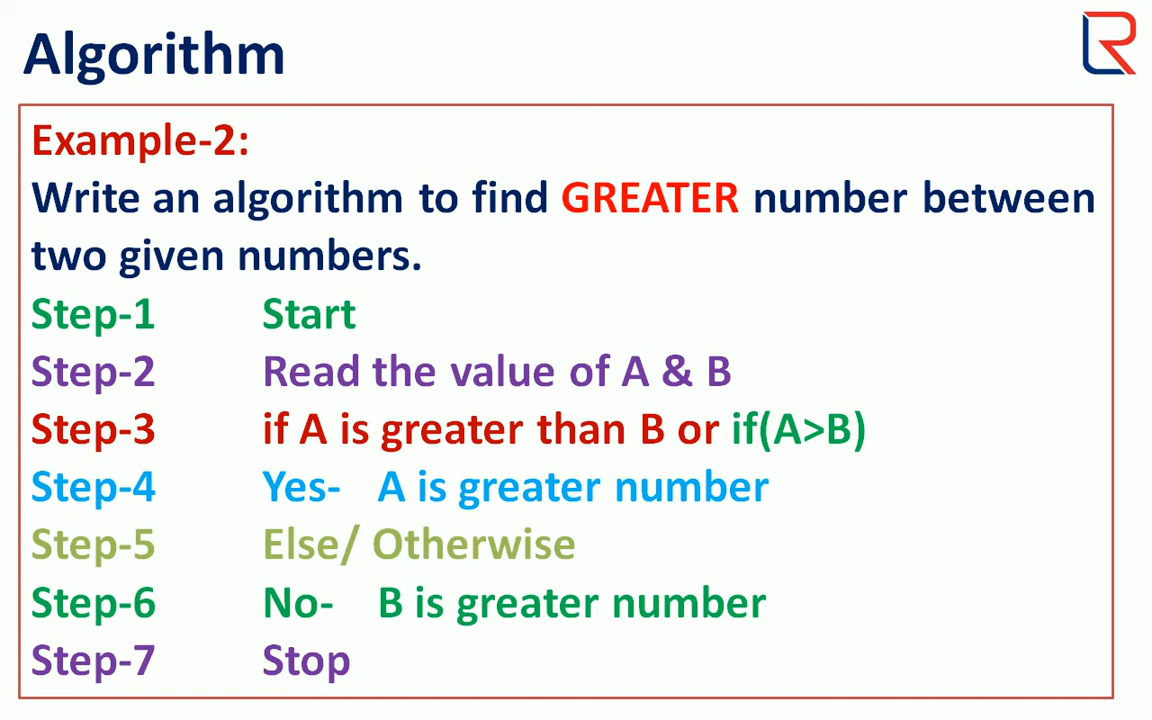 Algorithm
Example-2:
Write an algorithm to find GREATER number between
two given numbers.
Step-1 Start
Step-2 Read the value of A & B
Step-3 if A is greater than B or if(A>B)
Step-4 Yes- A is greater number
Step-5 Else/ Otherwise
Step-6 No- B is greater number
Step-7 Stop